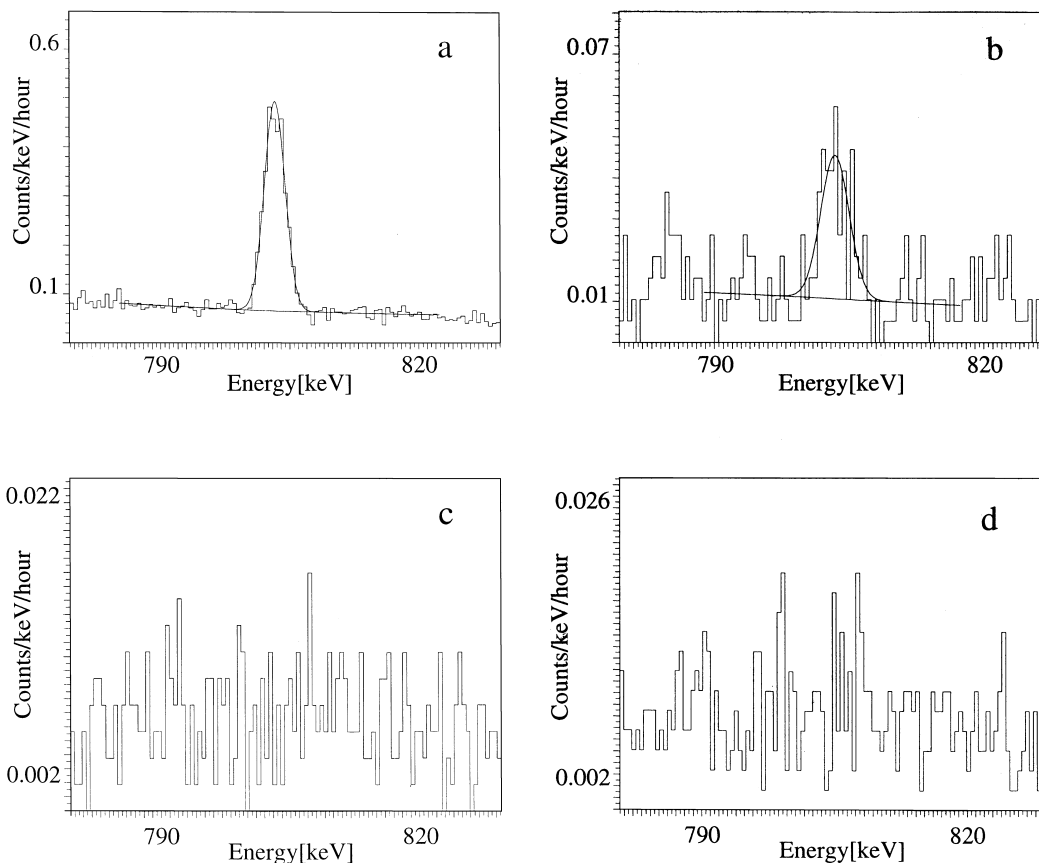 a
0.6
0.1
Counts/keV/hour
790
820
Energy[keV]
b
0.07
0.01
Counts/keV/hour
790
820
Energy[keV]
c
0.022
0.002
Counts/keV/hour
790
820
Energy[keV]
d
0.026
0.002
Counts/keV/hour
790
820
Energy[keV]